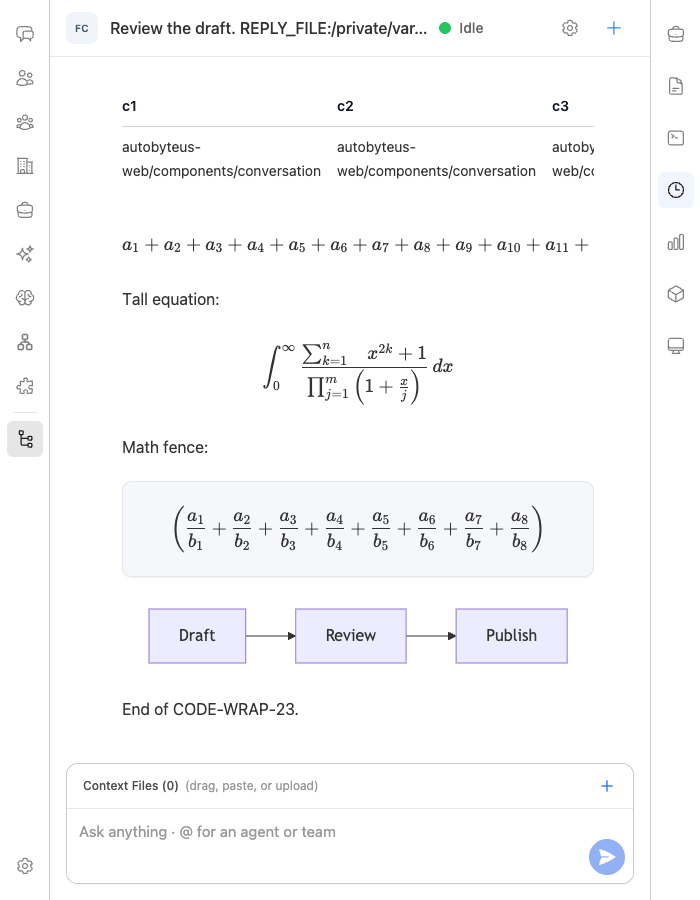 FC Review the draft. REPLY_FILE:/private/var... Idle
c1 c2 c3
autobyteus- autobyteus- autoby
web/components/conversation web/components/conversation web/co
a₁ + a₂ + a₃ + a₄ + a₅ + a₆ + a₇ + a₈ + a₉ + a₁₀ + a₁₁ +
Tall equation:
∫₀^∞ (∑_{k=1}^{n} x^{2k} + 1) / (∏_{j=1}^{m} (1 + x/j)) dx
Math fence:
(a₁/b₁ + a₂/b₂ + a₃/b₃ + a₄/b₄ + a₅/b₅ + a₆/b₆ + a₇/b₇ + a₈/b₈)
Draft Review Publish
End of CODE-WRAP-23.
Context Files (0) (drag, paste, or upload)
Ask anything · @ for an agent or team